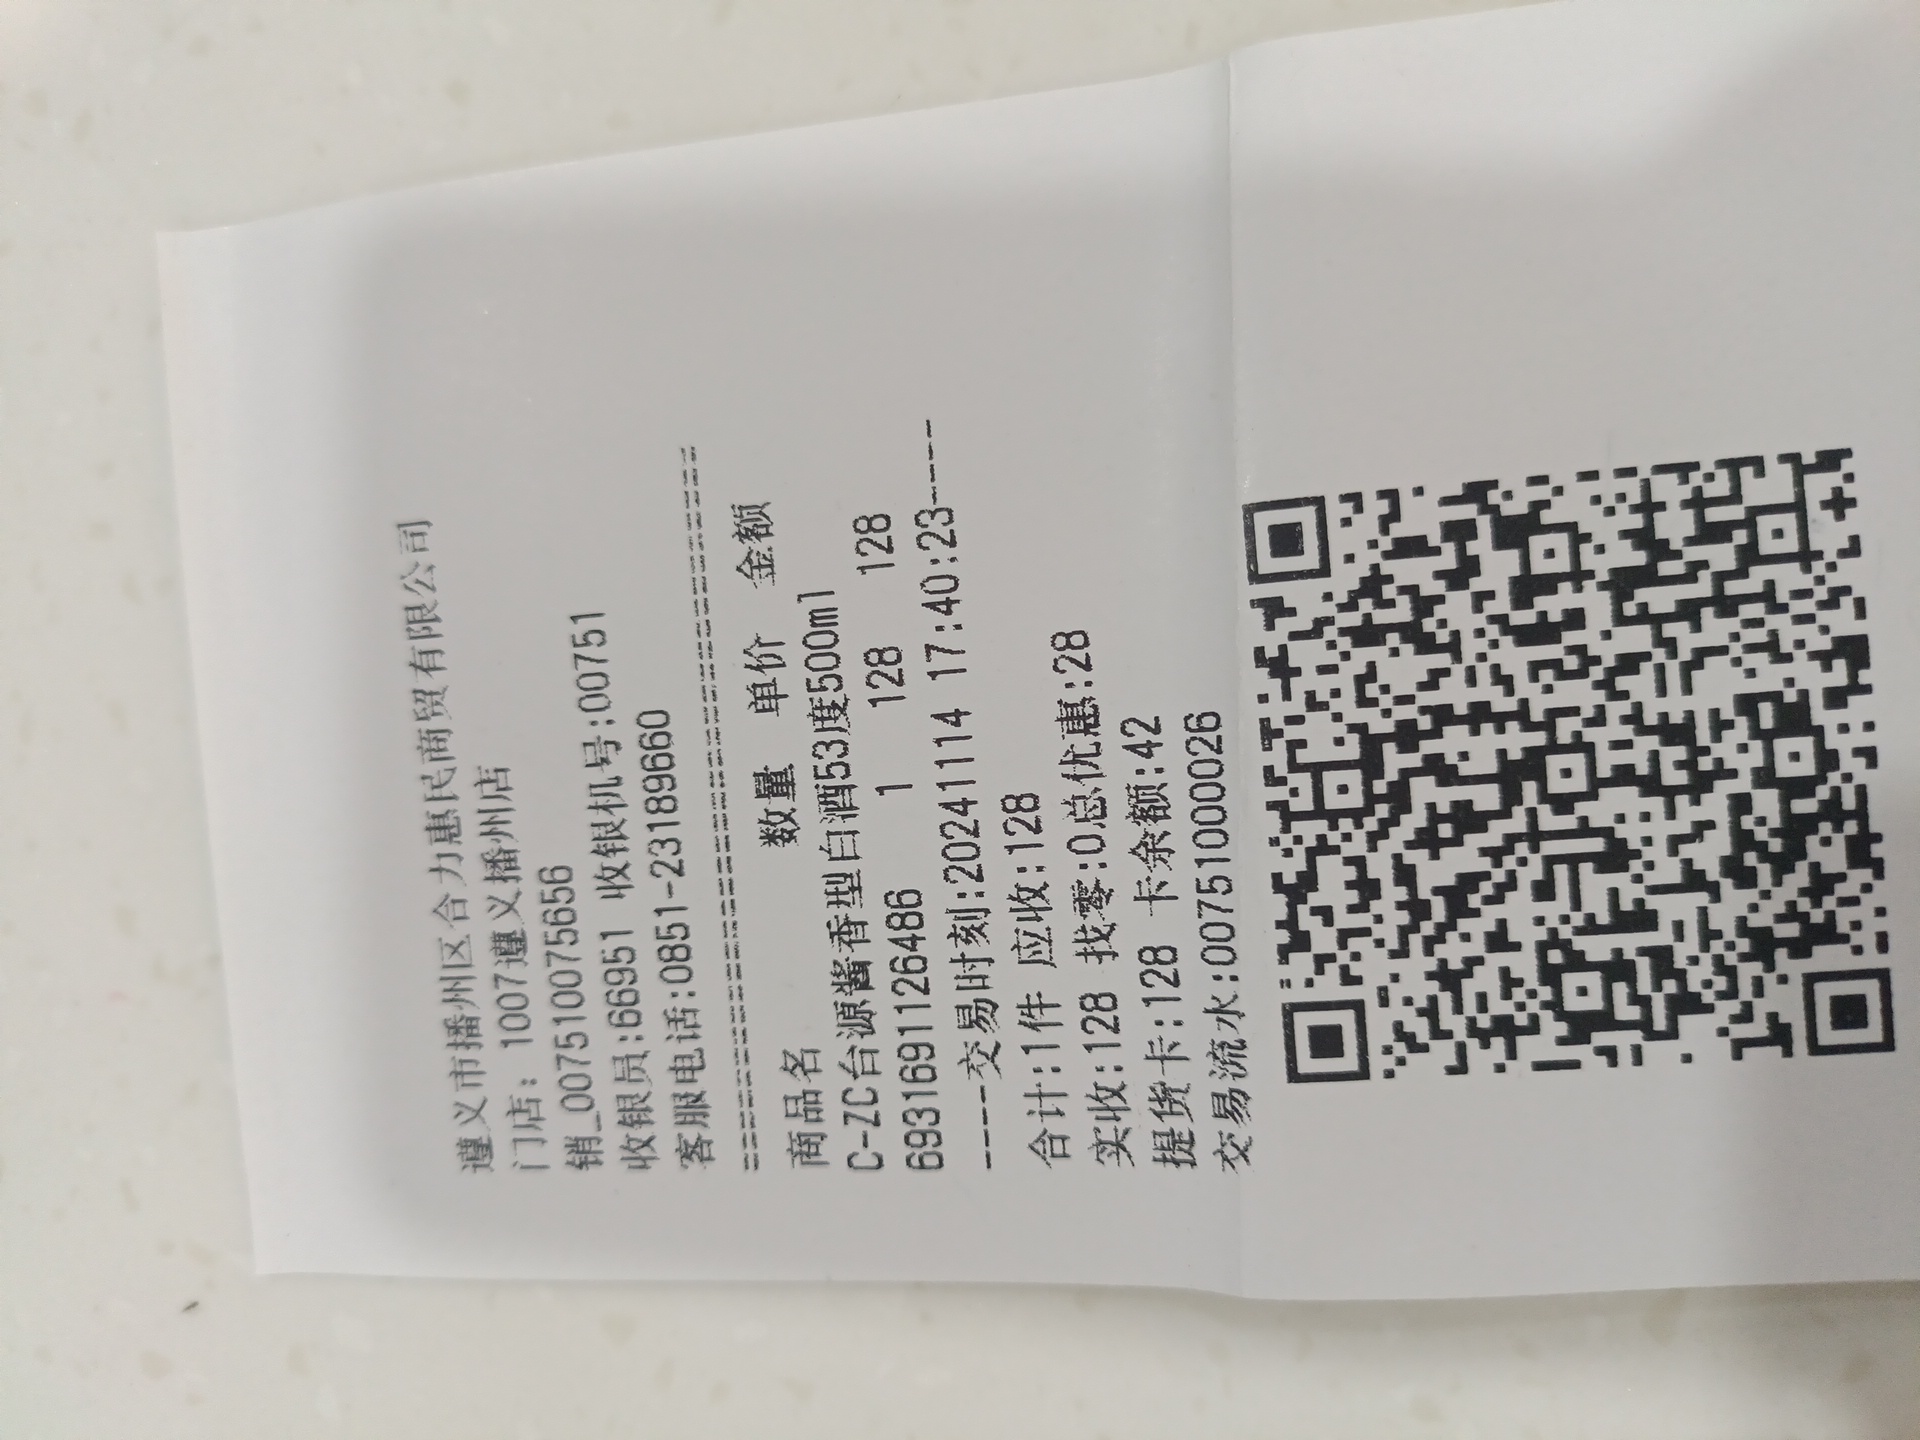 遵义市播州区合力惠民商贸有限公司
门店: 1007遵义播州店
销_007510075656
收银员:66951 收银机号:00751
客服电话:0851-23189660
==============================
商品名 数量 单价 金额
C-ZC台源酱香型白酒53度500ml
6931691126486 1 128 128
----交易时刻:20241114 17:40:23----
合计:1件 应收:128
实收:128 找零:0总优惠:28
提货卡:128 卡余额:42
交易流水:0075100026